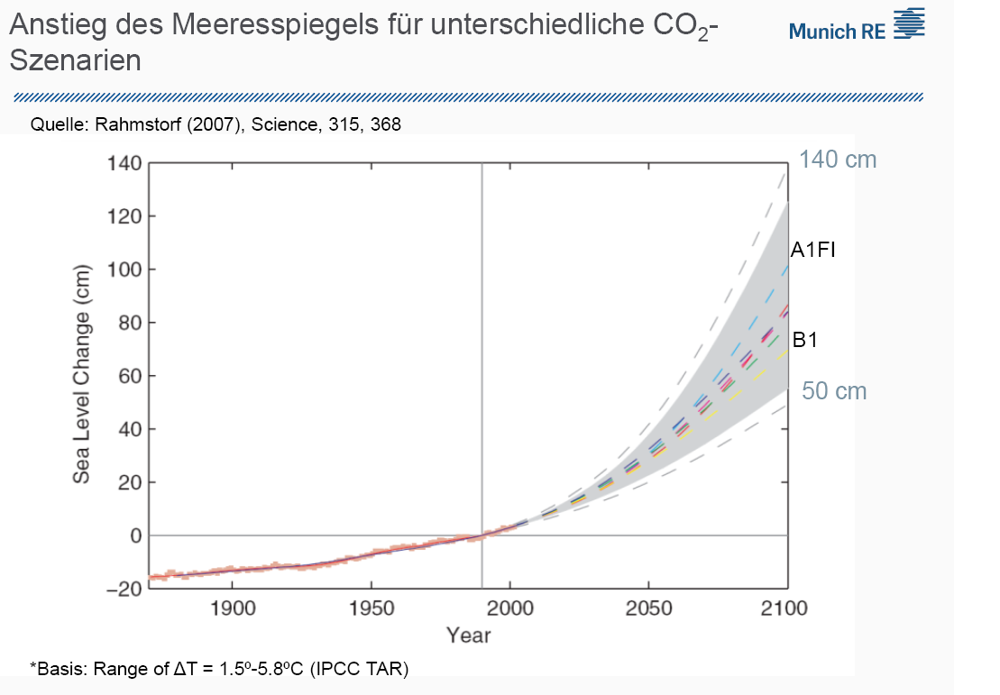 Anstieg des Meeresspiegels für unterschiedliche CO₂-
Szenarien
Munich RE
Quelle: Rahmstorf (2007), Science, 315, 368
140
120
100
80
60
40
20
0
−20
Sea Level Change (cm)
140 cm
A1FI
B1
50 cm
1900
1950
2000
2050
2100
Year
*Basis: Range of ΔT = 1.5º-5.8ºC (IPCC TAR)